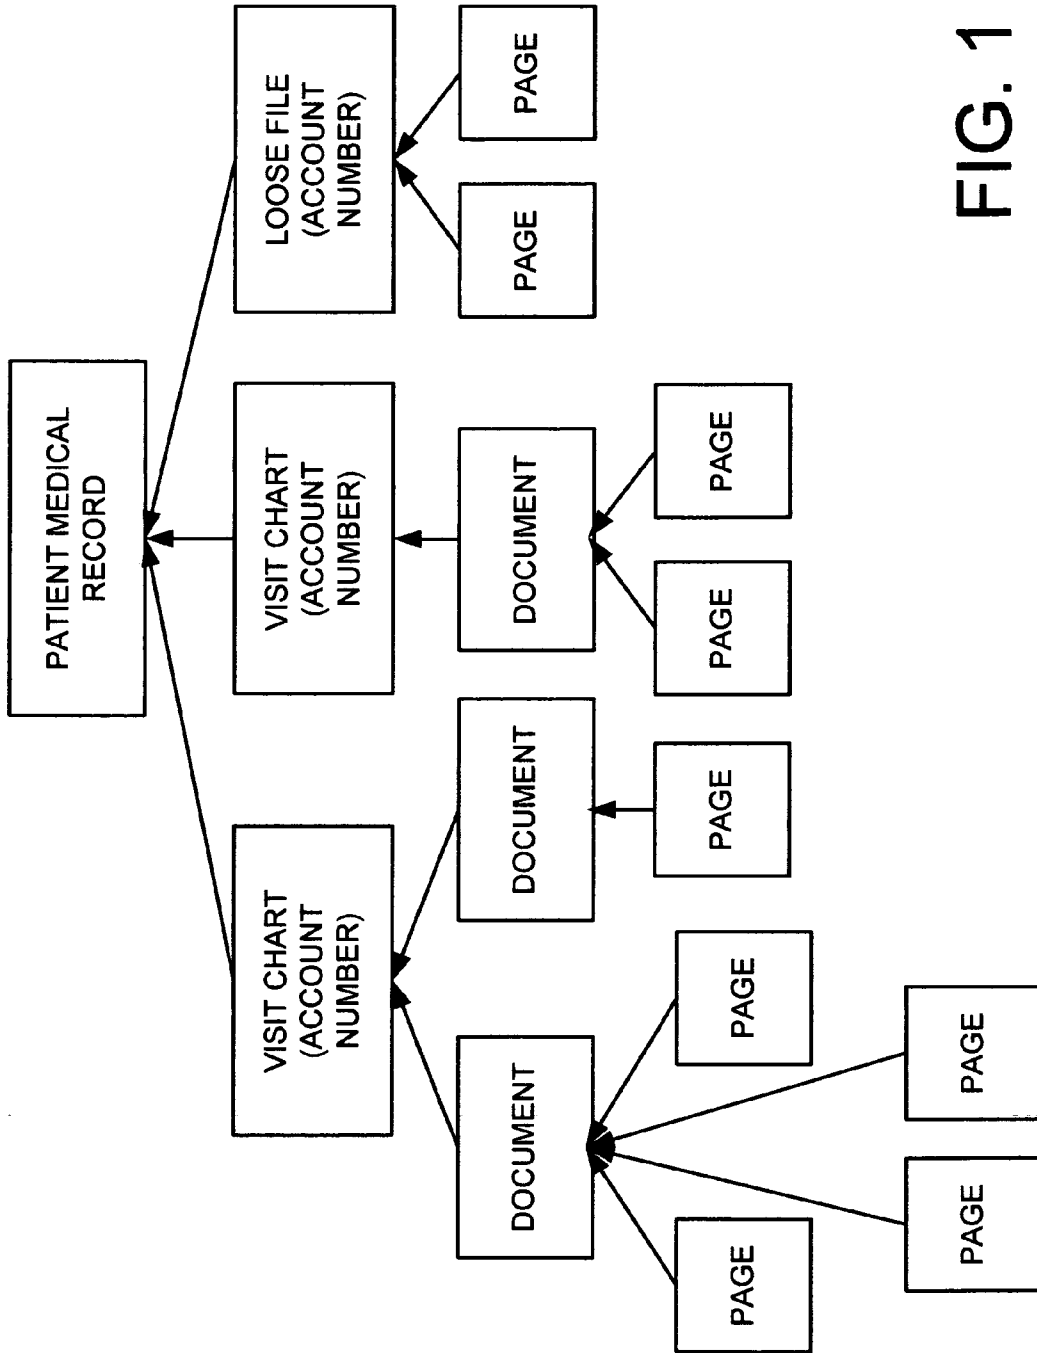 PATIENT MEDICAL
RECORD
VISIT CHART
(ACCOUNT
NUMBER)
VISIT CHART
(ACCOUNT
NUMBER)
LOOSE FILE
(ACCOUNT
NUMBER)
DOCUMENT
DOCUMENT
DOCUMENT
PAGE
PAGE
PAGE
PAGE
PAGE
PAGE
PAGE
PAGE
PAGE
FIG. 1